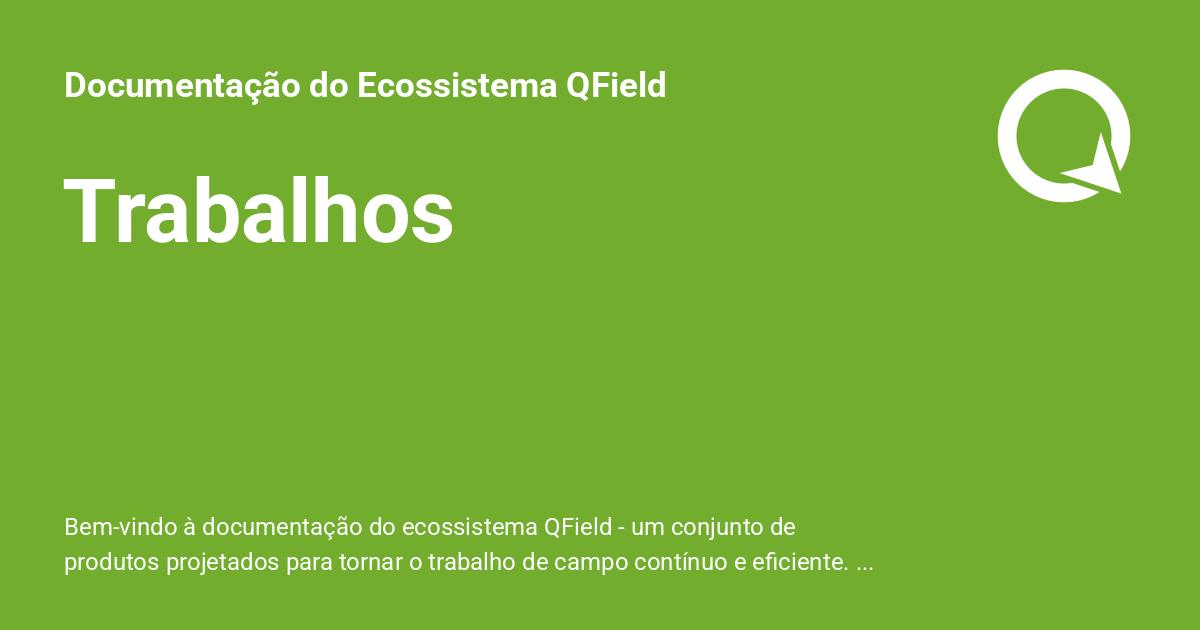 Documentação do Ecossistema QField
Trabalhos
Bem-vindo à documentação do ecossistema QField - um conjunto de
produtos projetados para tornar o trabalho de campo contínuo e eficiente. ...